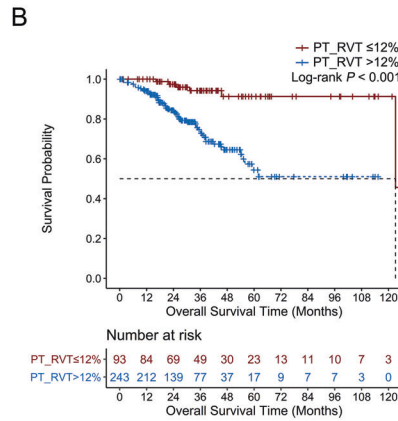 B
PT_RVT ≤12%
PT_RVT >12%
Log-rank P < 0.001
Survival Probability
1.0
0.8
0.6
0.4
0.2
0.0
0 12 24 36 48 60 72 84 96 108 120
Overall Survival Time (Months)
Number at risk
PT_RVT≤12% 93 84 69 49 30 23 13 11 10 7 3
PT_RVT>12% 243 212 139 77 37 17 9 7 7 3 0
0 12 24 36 48 60 72 84 96 108 120
Overall Survival Time (Months)